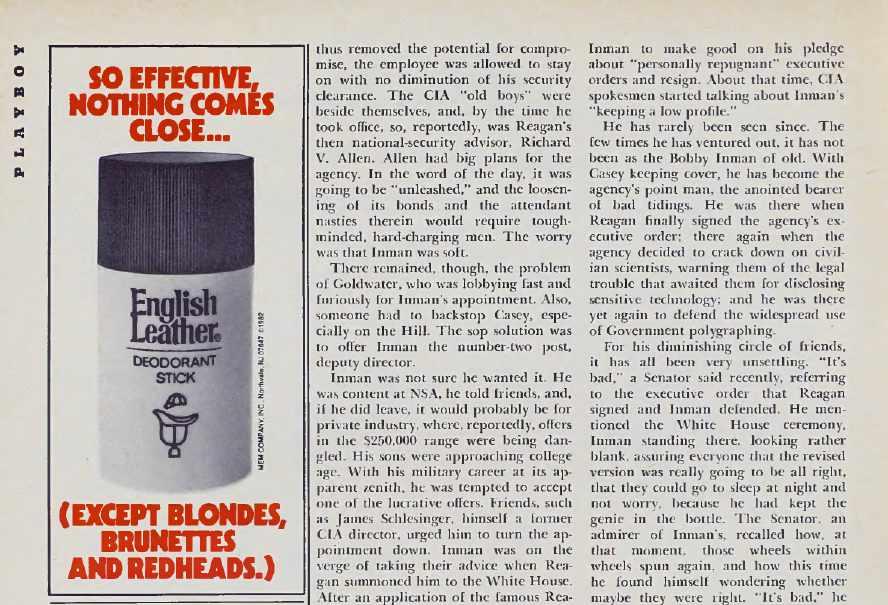 PLAYBOY
SO EFFECTIVE,
NOTHING COMES
CLOSE...
English
Leather®
DEODORANT
STICK
MEM COMPANY, INC., Northvale, NJ 07647 ©1982
(EXCEPT BLONDES,
BRUNETTES
AND REDHEADS.)
thus removed the potential for compro-
mise, the employee was allowed to stay
on with no diminution of his security
clearance. The CIA "old boys" were
beside themselves, and, by the time he
took office, so, reportedly, was Reagan's
then national-security advisor, Richard
V. Allen. Allen had big plans for the
agency. In the word of the day, it was
going to be "unleashed," and the loosen-
ing of its bonds and the attendant
nasties therein would require tough-
minded, hard-charging men. The worry
was that Inman was soft.
There remained, though, the problem
of Goldwater, who was lobbying fast and
furiously for Inman's appointment. Also,
someone had to backstop Casey, espe-
cially on the Hill. The sop solution was
to offer Inman the number-two post,
deputy director.
Inman was not sure he wanted it. He
was content at NSA, he told friends, and,
if he did leave, it would probably be for
private industry, where, reportedly, offers
in the $250,000 range were being dan-
gled. His sons were approaching college
age. With his military career at its ap-
parent zenith, he was tempted to accept
one of the lucrative offers. Friends, such
as James Schlesinger, himself a former
CIA director, urged him to turn the ap-
pointment down. Inman was on the
verge of taking their advice when Rea-
gan summoned him to the White House.
After an application of the famous Rea-
Inman to make good on his pledge
about "personally repugnant" executive
orders and resign. About that time, CIA
spokesmen started talking about Inman's
"keeping a low profile."
He has rarely been seen since. The
few times he has ventured out, it has not
been as the Bobby Inman of old. With
Casey keeping cover, he has become the
agency's point man, the anointed bearer
of bad tidings. He was there when
Reagan finally signed the agency's ex-
ecutive order; there again when the
agency decided to crack down on civil-
ian scientists, warning them of the legal
trouble that awaited them for disclosing
sensitive technology; and he was there
yet again to defend the widespread use
of Government polygraphing.
For his diminishing circle of friends,
it has all been very unsettling. "It's
bad," a Senator said recently, referring
to the executive order that Reagan
signed and Inman defended. He men-
tioned the White House ceremony,
Inman standing there, looking rather
blank, assuring everyone that the revised
version was really going to be all right,
that they could go to sleep at night and
not worry, because he had kept the
genie in the bottle. The Senator, an
admirer of Inman's, recalled how, at
that moment, those wheels within
wheels spun again, and how this time
he found himself wondering whether
maybe they were right. "It's bad," he